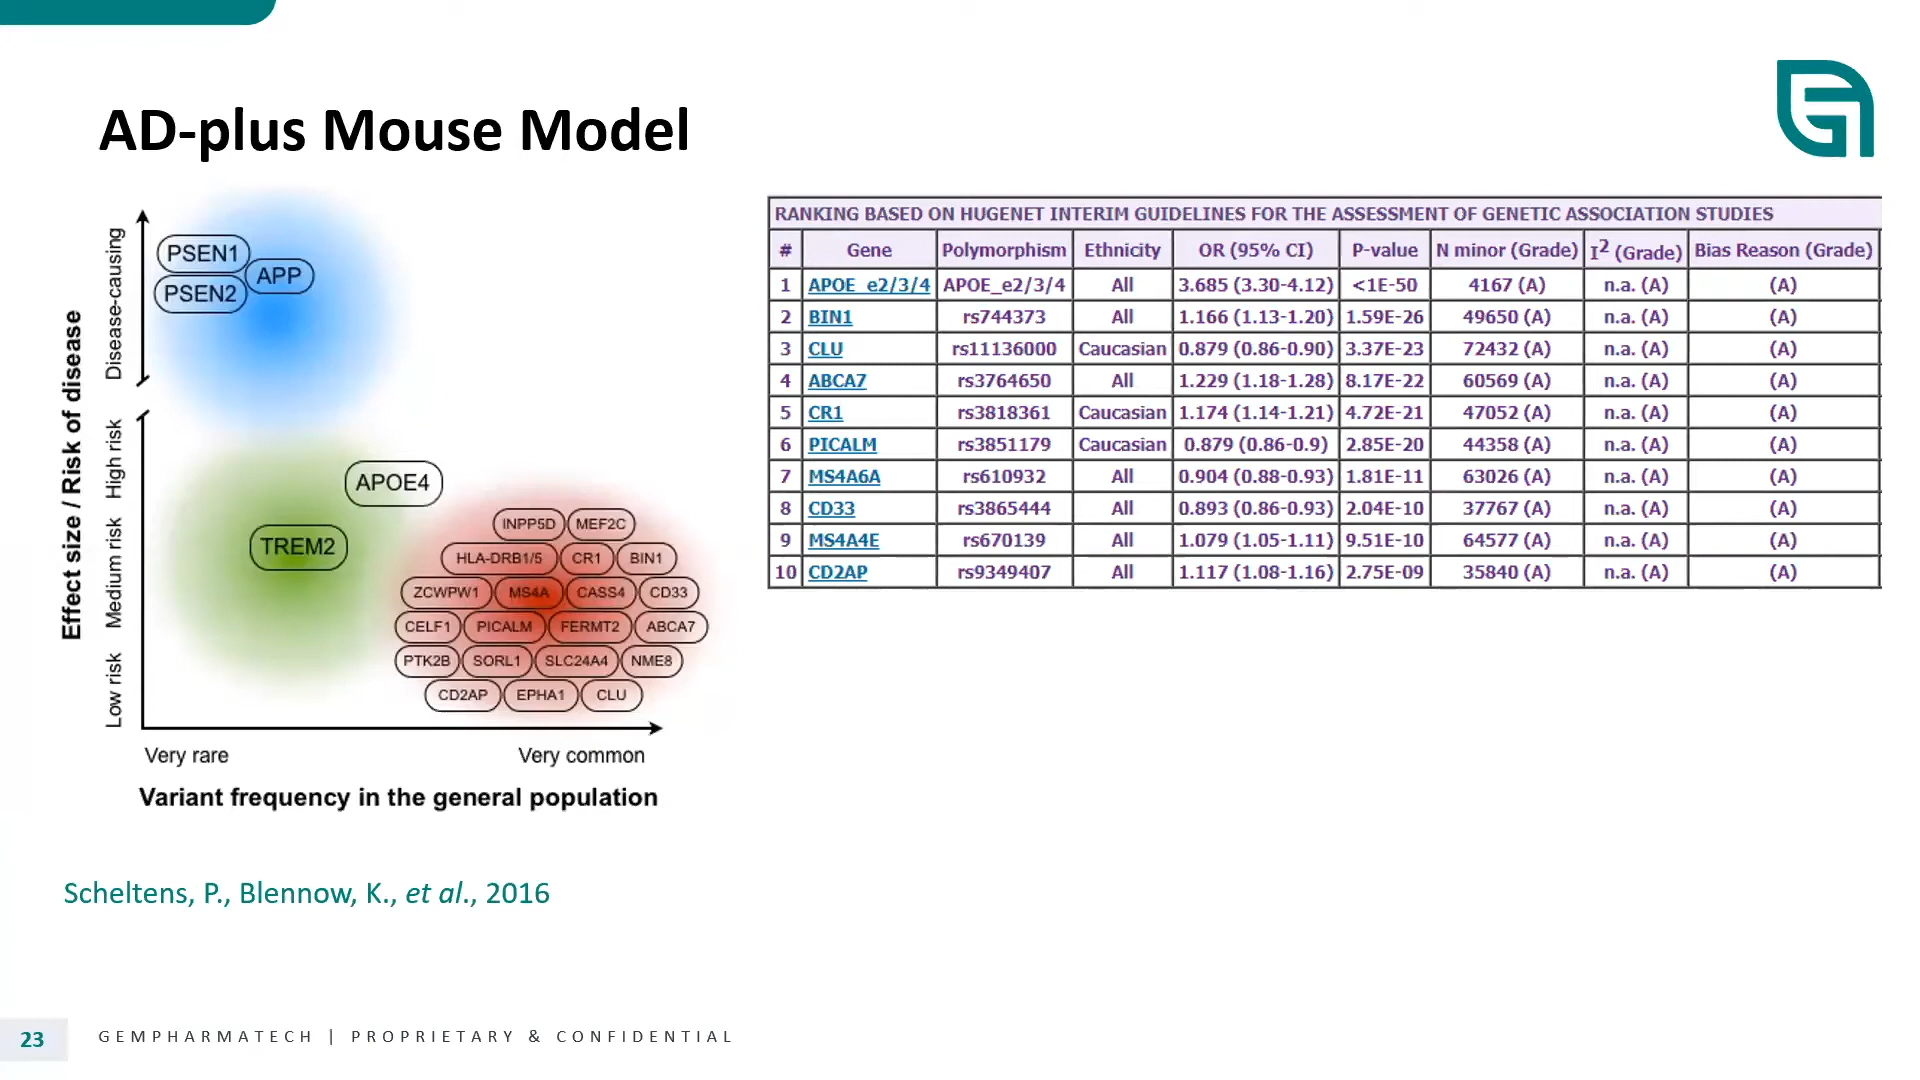 AD-plus Mouse Model
Effect size / Risk of disease
Disease-causing
High risk
Medium risk
Low risk
PSEN1
APP
PSEN2
APOE4
TREM2
INPP5D MEF2C
HLA-DRB1/5 CR1 BIN1
ZCWPW1 MS4A CASS4 CD33
CELF1 PICALM FERMT2 ABCA7
PTK2B SORL1 SLC24A4 NME8
CD2AP EPHA1 CLU
Very rare Very common
Variant frequency in the general population
Scheltens, P., Blennow, K., et al., 2016
RANKING BASED ON HUGENET INTERIM GUIDELINES FOR THE ASSESSMENT OF GENETIC ASSOCIATION STUDIES
# Gene Polymorphism Ethnicity OR (95% CI) P-value N minor (Grade) I2 (Grade) Bias Reason (Grade)
1 APOE_e2/3/4 APOE_e2/3/4 All 3.685 (3.30-4.12) <1E-50 4167 (A) n.a. (A) (A)
2 BIN1 rs744373 All 1.166 (1.13-1.20) 1.59E-26 49650 (A) n.a. (A) (A)
3 CLU rs11136000 Caucasian 0.879 (0.86-0.90) 3.37E-23 72432 (A) n.a. (A) (A)
4 ABCA7 rs3764650 All 1.229 (1.18-1.28) 8.17E-22 60569 (A) n.a. (A) (A)
5 CR1 rs3818361 Caucasian 1.174 (1.14-1.21) 4.72E-21 47052 (A) n.a. (A) (A)
6 PICALM rs3851179 Caucasian 0.879 (0.86-0.9) 2.85E-20 44358 (A) n.a. (A) (A)
7 MS4A6A rs610932 All 0.904 (0.88-0.93) 1.81E-11 63026 (A) n.a. (A) (A)
8 CD33 rs3865444 All 0.893 (0.86-0.93) 2.04E-10 37767 (A) n.a. (A) (A)
9 MS4A4E rs670139 All 1.079 (1.05-1.11) 9.51E-10 64577 (A) n.a. (A) (A)
10 CD2AP rs9349407 All 1.117 (1.08-1.16) 2.75E-09 35840 (A) n.a. (A) (A)
23 GEMPHARMATECH | PROPRIETARY & CONFIDENTIAL